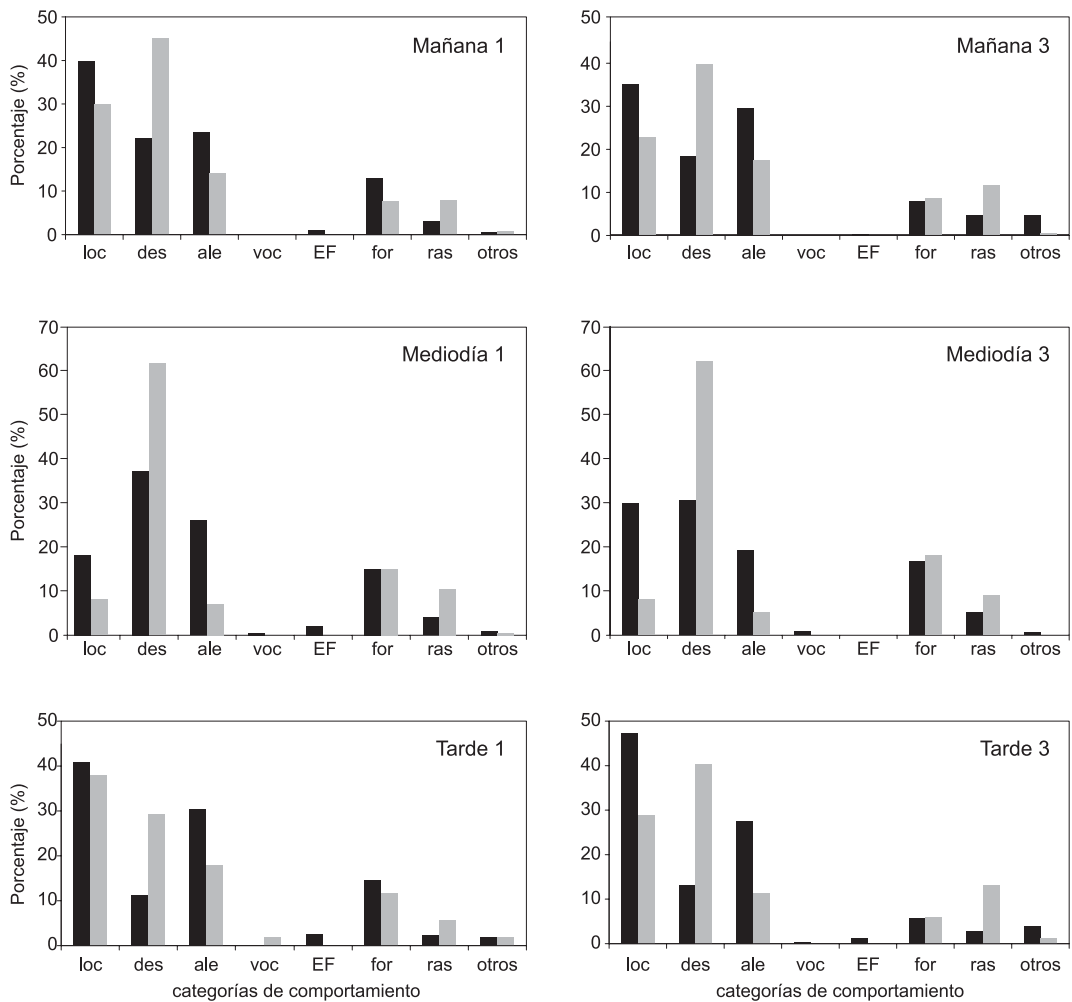 Mañana 1
Porcentaje (%)
50
40
30
20
10
0
loc des ale voc EF for ras otros
Mañana 3
50
40
30
20
10
0
loc des ale voc EF for ras otros
Mediodía 1
Porcentaje (%)
70
60
50
40
30
20
10
0
loc des ale voc EF for ras otros
Mediodía 3
70
60
50
40
30
20
10
0
loc des ale voc EF for ras otros
Tarde 1
Porcentaje (%)
50
40
30
20
10
0
loc des ale voc EF for ras otros
categorías de comportamiento
Tarde 3
50
40
30
20
10
0
loc des ale voc EF for ras otros
categorías de comportamiento